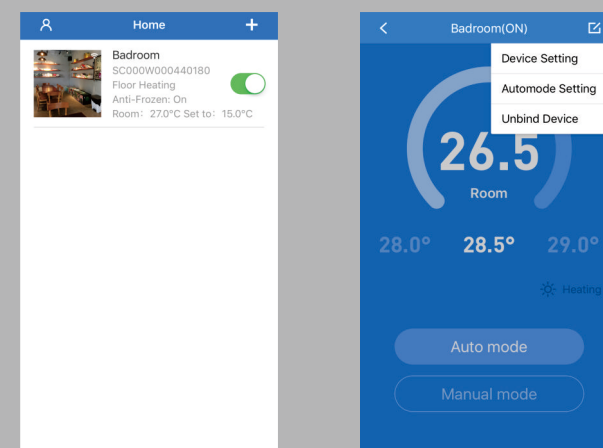 Home
+
Badroom
SC000W000440180
Floor Heating
Anti-Frozen: On
Room: 27.0°C Set to: 15.0°C
Badroom(ON)
Device Setting
Automode Setting
Unbind Device
26.5
Room
28.0° 28.5° 29.0°
Heating
Auto mode
Manual mode